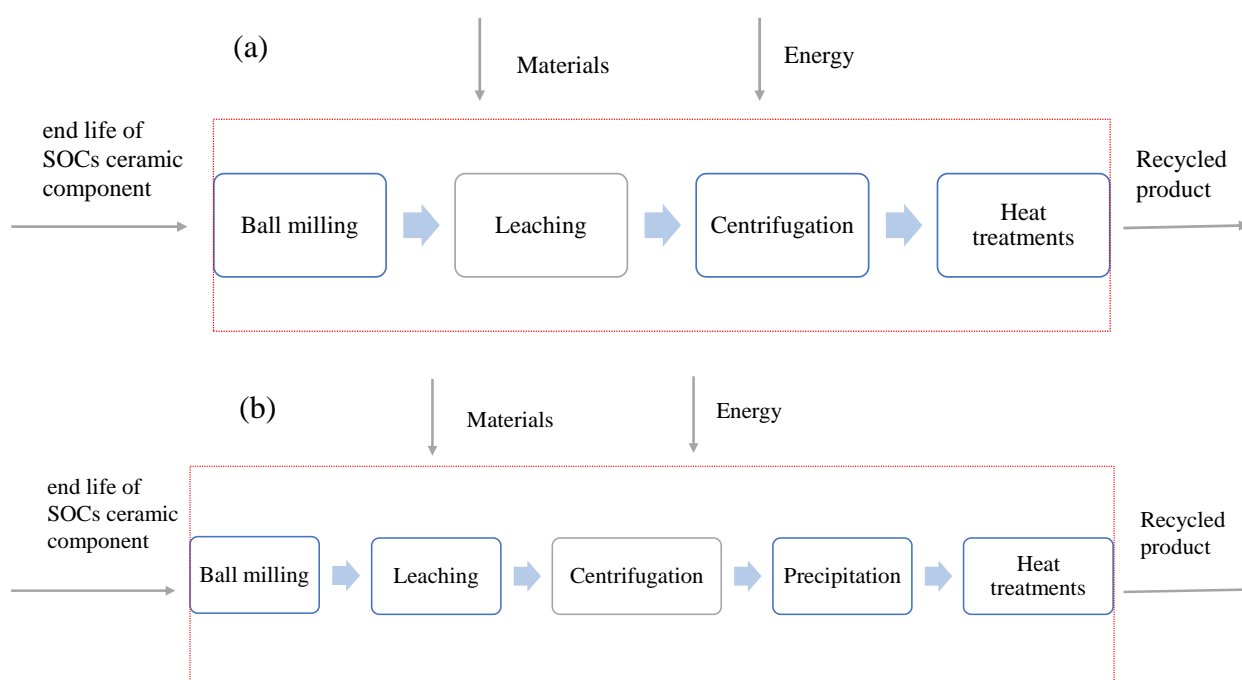 (a)
Materials
Energy
end life of
SOCs ceramic
component
Recycled
product
Ball milling
Leaching
Centrifugation
Heat
treatments
(b)
Materials
Energy
end life of
SOCs ceramic
component
Recycled
product
Ball milling
Leaching
Centrifugation
Precipitation
Heat
treatments